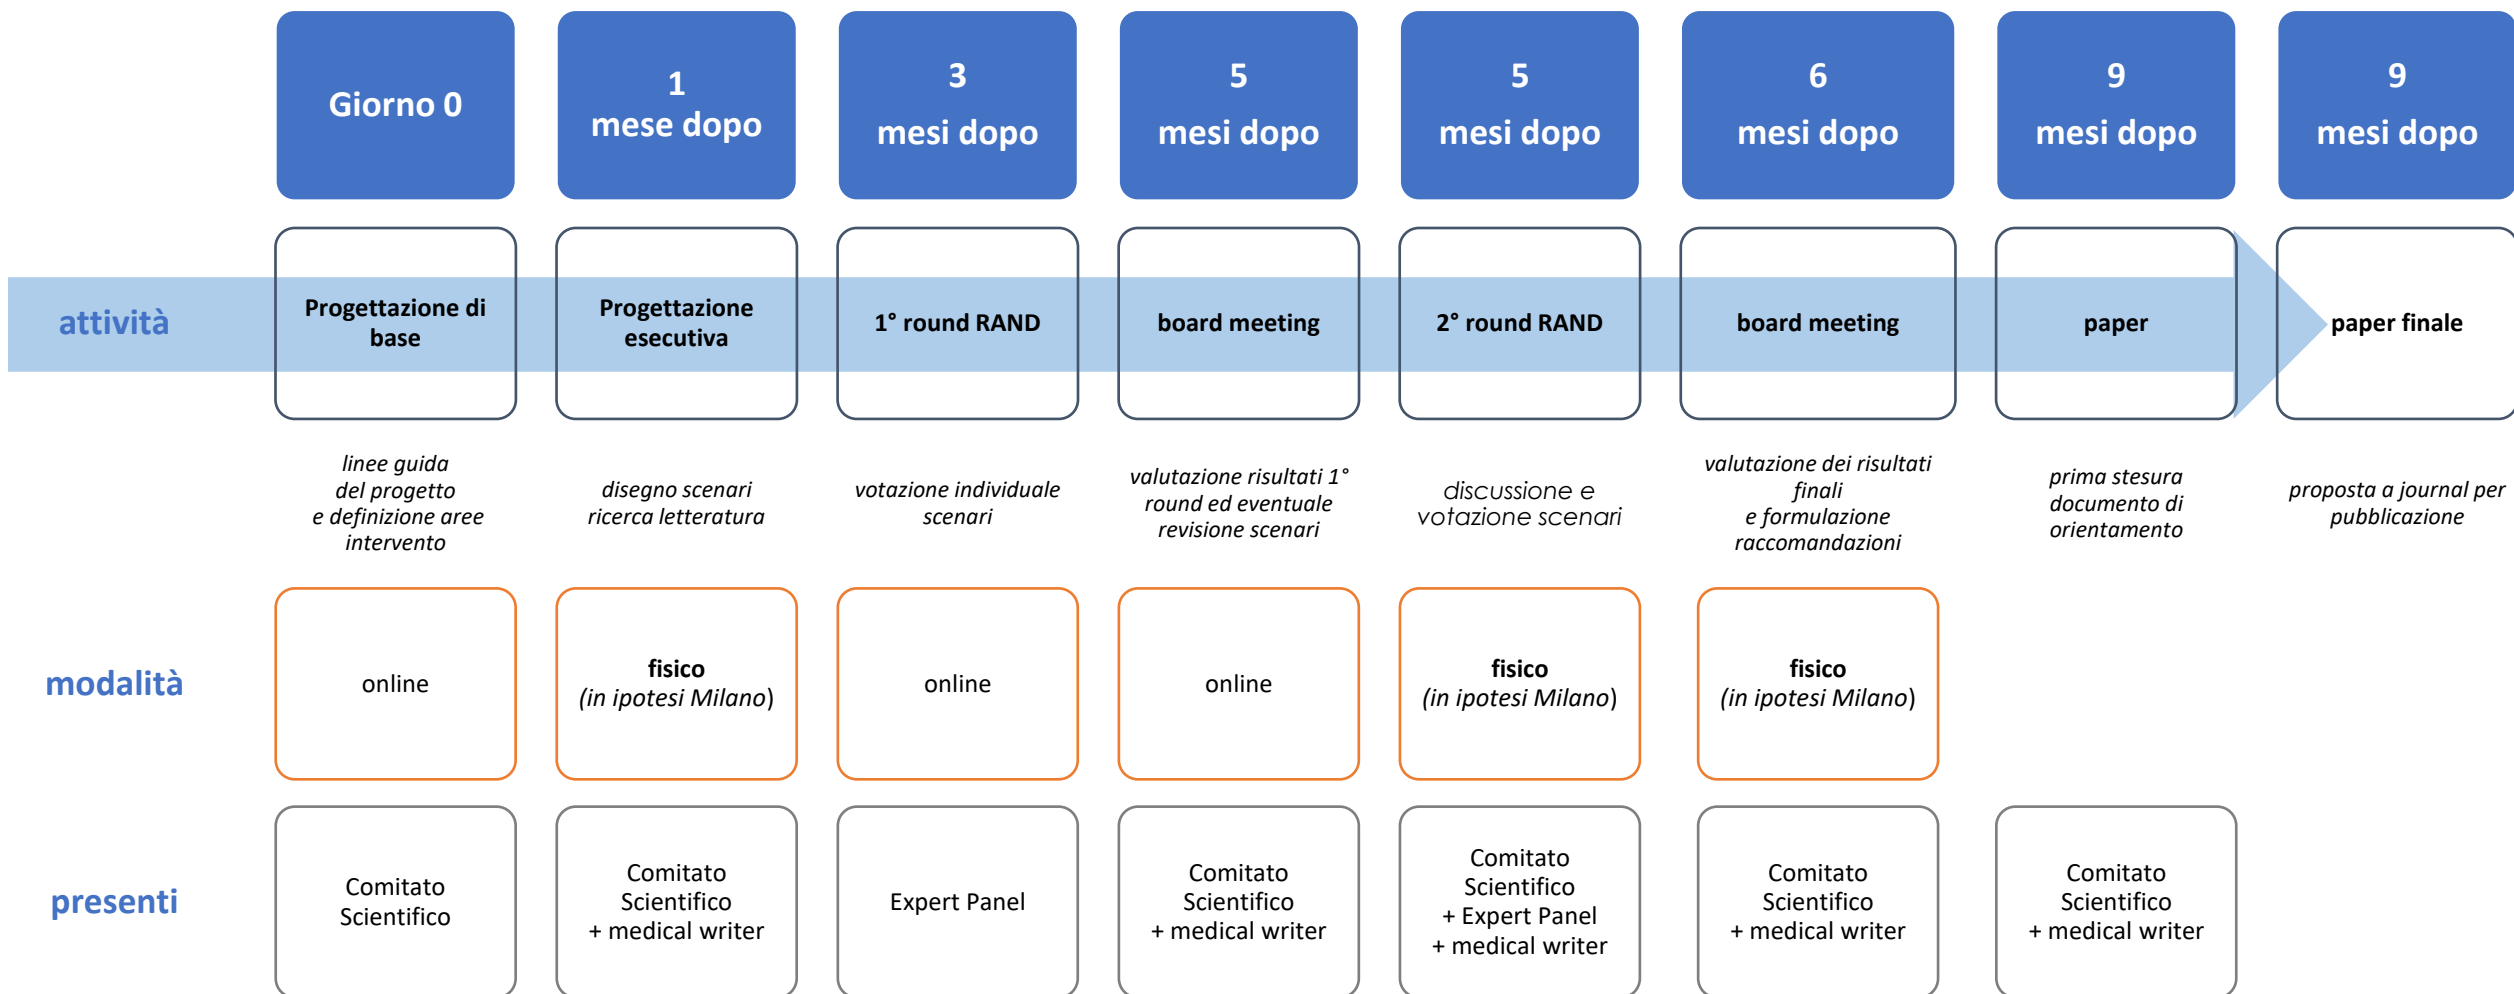 Giorno 0
1
mese dopo
3
mesi dopo
5
mesi dopo
5
mesi dopo
6
mesi dopo
9
mesi dopo
9
mesi dopo
attività
Progettazione di
base
Progettazione
esecutiva
1° round RAND
board meeting
2° round RAND
board meeting
paper
paper finale
linee guida
del progetto
e definizione aree
intervento
disegno scenari
ricerca letteratura
votazione individuale
scenari
valutazione risultati 1°
round ed eventuale
revisione scenari
discussione e
votazione scenari
valutazione dei risultati
finali
e formulazione
raccomandazioni
prima stesura
documento di
orientamento
proposta a journal per
pubblicazione
modalità
online
fisico
(in ipotesi Milano)
online
online
fisico
(in ipotesi Milano)
fisico
(in ipotesi Milano)
presenti
Comitato
Scientifico
Comitato
Scientifico
+ medical writer
Expert Panel
Comitato
Scientifico
+ medical writer
Comitato
Scientifico
+ Expert Panel
+ medical writer
Comitato
Scientifico
+ medical writer
Comitato
Scientifico
+ medical writer